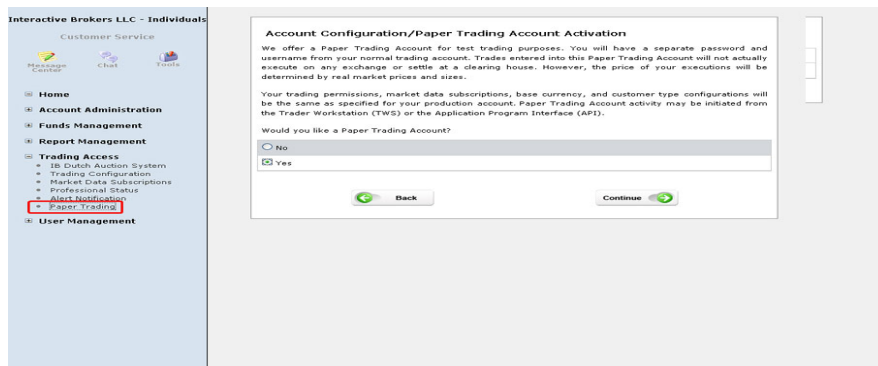 Interactive Brokers LLC - Individuals
Customer Service
Message Center
Chat
Tools
Home
Account Administration
Funds Management
Report Management
Trading Access
IB Dutch Auction System
Trading Configuration
Market Data Subscriptions
Professional Status
Alert Notification
Paper Trading
User Management
Account Configuration/Paper Trading Account Activation
We offer a Paper Trading Account for test trading purposes. You will have a separate password and
username from your normal trading account. Trades entered into this Paper Trading Account will not actually
execute on any exchange or settle at a clearing house. However, the price of your executions will be
determined by real market prices and sizes.
Your trading permissions, market data subscriptions, base currency, and customer type configurations will
be the same as specified for your production account. Paper Trading Account activity may be initiated from
the Trader Workstation (TWS) or the Application Program Interface (API).
Would you like a Paper Trading Account?
No
Yes
Back
Continue